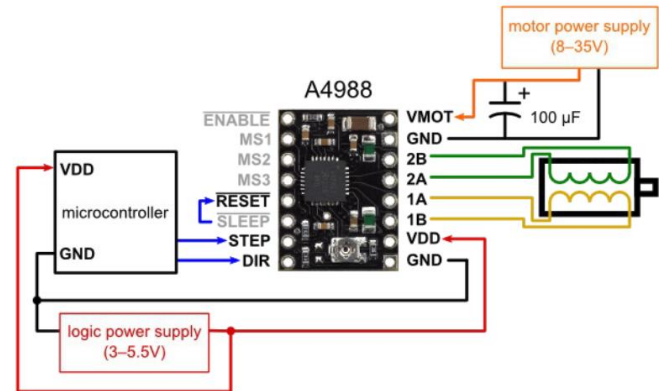 motor power supply
(8–35V)
A4988
+
100 µF
ENABLE
MS1
MS2
MS3
RESET
SLEEP
STEP
DIR
VMOT
GND
2B
2A
1A
1B
VDD
GND
VDD
microcontroller
GND
logic power supply
(3–5.5V)